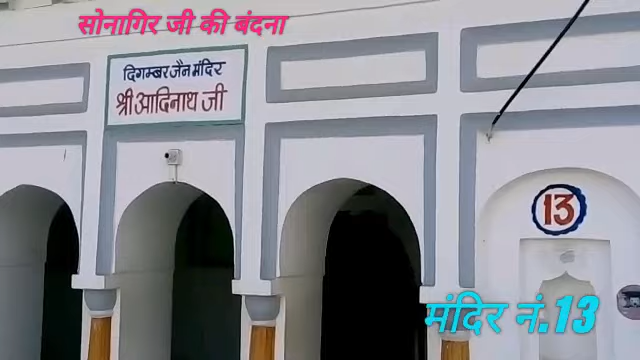 सोनागिर जी की बंदना
दिगम्बर जैन मंदिर
श्री आदिनाथ जी
13
मंदिर नं.13